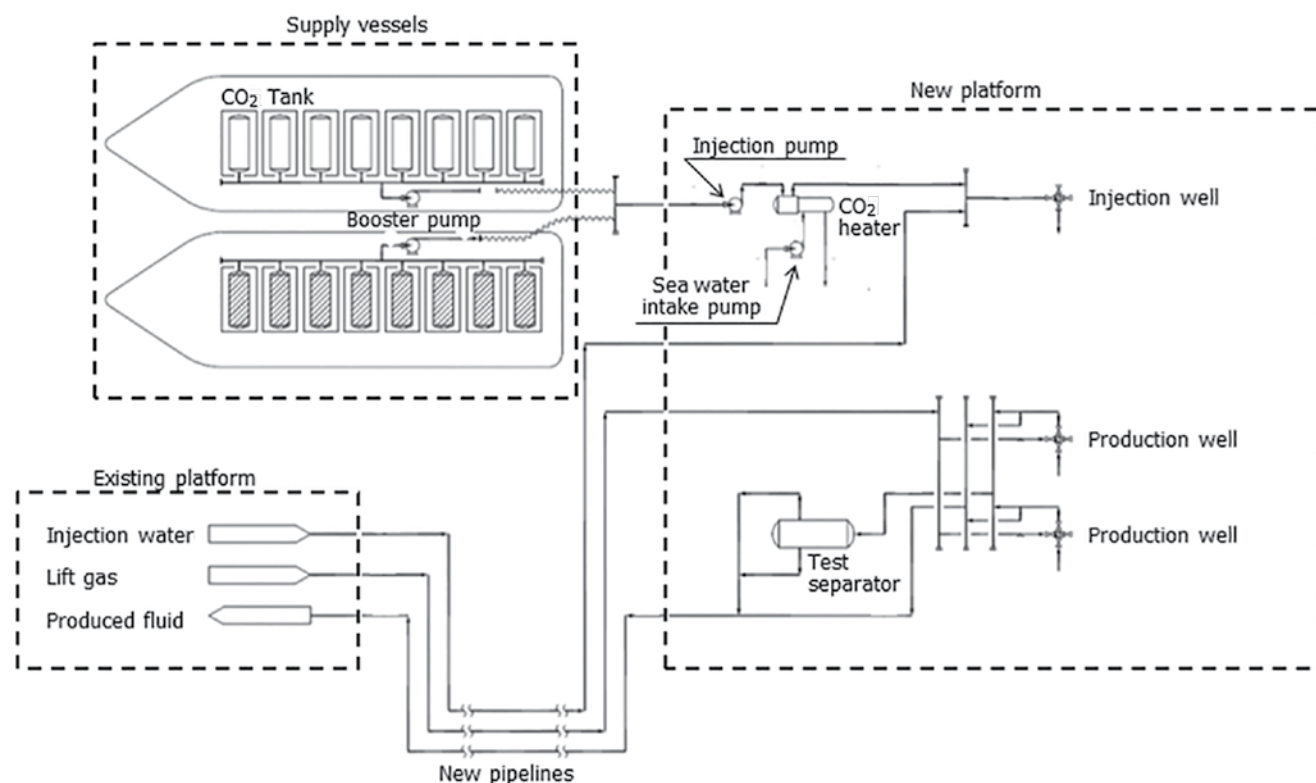 Supply vessels
CO₂ Tank
Booster pump
New platform
Injection pump
CO₂
heater
Injection well
Sea water
intake pump
Production well
Existing platform
Injection water
Production well
Test
separator
Lift gas
Produced fluid
New pipelines